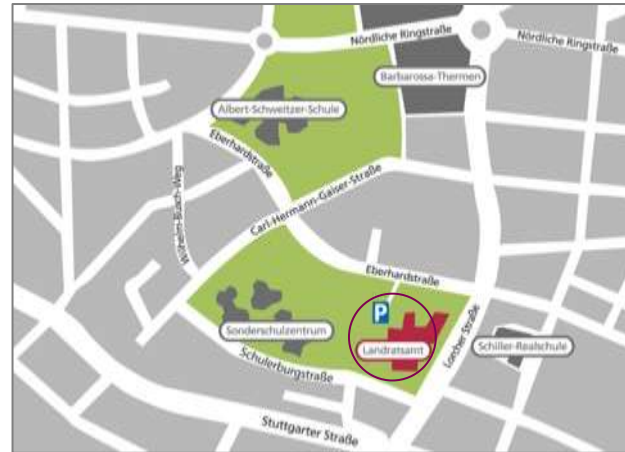 Nördliche Ringstraße
Nördliche Ringstraße
Barbarossa-Thermen
Albert-Schweitzer-Schule
Eberhardstraße
Carl-Hermann-Gaiser-Straße
Wilhelm-Busch-Weg
Eberhardstraße
P
Sonderschulzentrum
Landratsamt
Lorcher Straße
Schiller-Realschule
Schulerburgstraße
Stuttgarter Straße